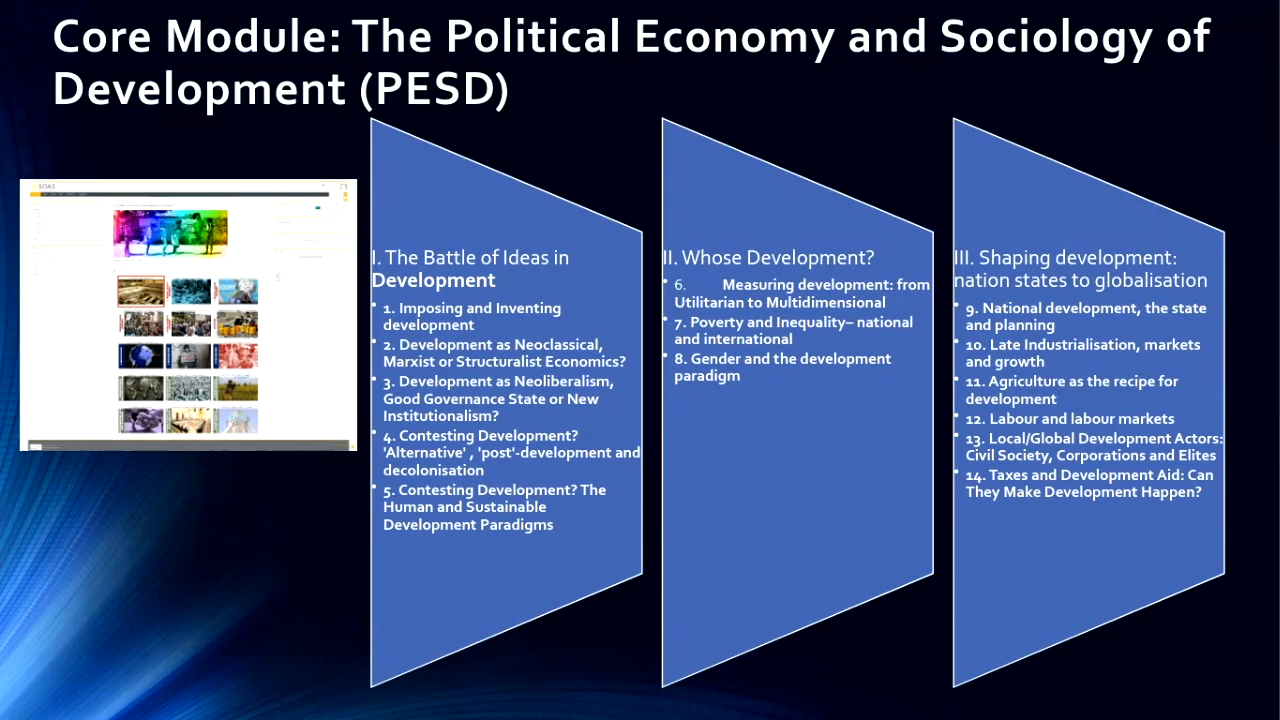 Core Module: The Political Economy and Sociology of
Development (PESD)
SOAS
I. The Battle of Ideas in
Development
• 1. Imposing and Inventing
development
• 2. Development as Neoclassical,
Marxist or Structuralist Economics?
• 3. Development as Neoliberalism,
Good Governance State or New
Institutionalism?
• 4. Contesting Development?
'Alternative' , 'post'-development and
decolonisation
• 5. Contesting Development? The
Human and Sustainable
Development Paradigms
II. Whose Development?
• 6. Measuring development: from
Utilitarian to Multidimensional
• 7. Poverty and Inequality– national
and international
• 8. Gender and the development
paradigm
III. Shaping development:
nation states to globalisation
• 9. National development, the state
and planning
• 10. Late Industrialisation, markets
and growth
• 11. Agriculture as the recipe for
development
• 12. Labour and labour markets
• 13. Local/Global Development Actors:
Civil Society, Corporations and Elites
• 14. Taxes and Development Aid: Can
They Make Development Happen?